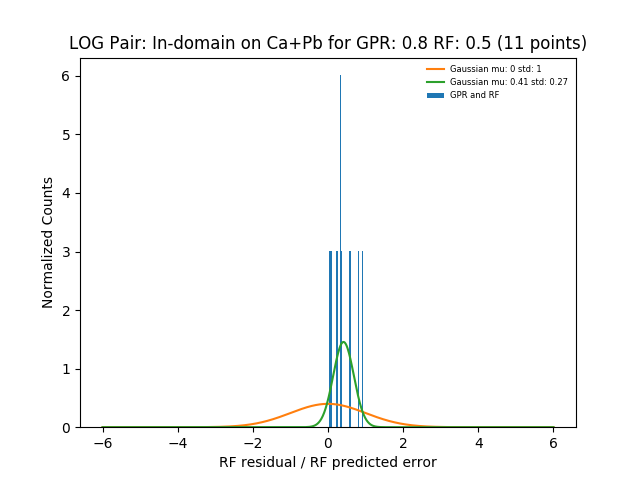 LOG Pair: In-domain on Ca+Pb for GPR: 0.8 RF: 0.5 (11 points)
Gaussian mu: 0 std: 1
Gaussian mu: 0.41 std: 0.27
GPR and RF
Normalized Counts
6
5
4
3
2
1
0
−6 −4 −2 0 2 4 6
RF residual / RF predicted error